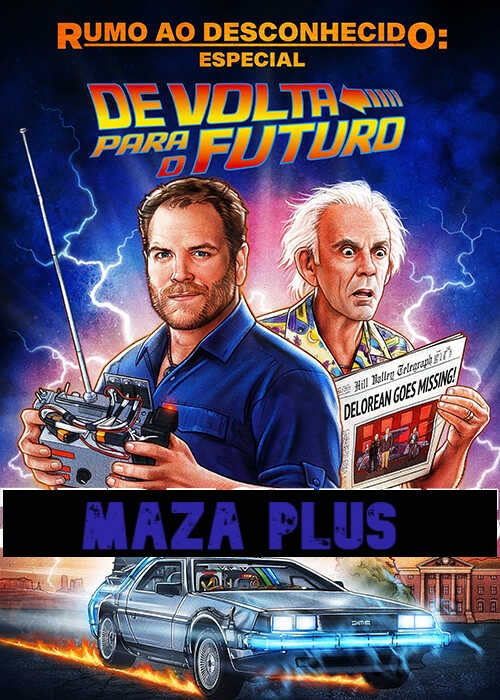 RUMO AO DESCONHECIDO:
ESPECIAL
DE VOLTA
PARA O FUTURO
Hill Valley Telegraph
DELOREAN GOES MISSING!
MAZA PLUS